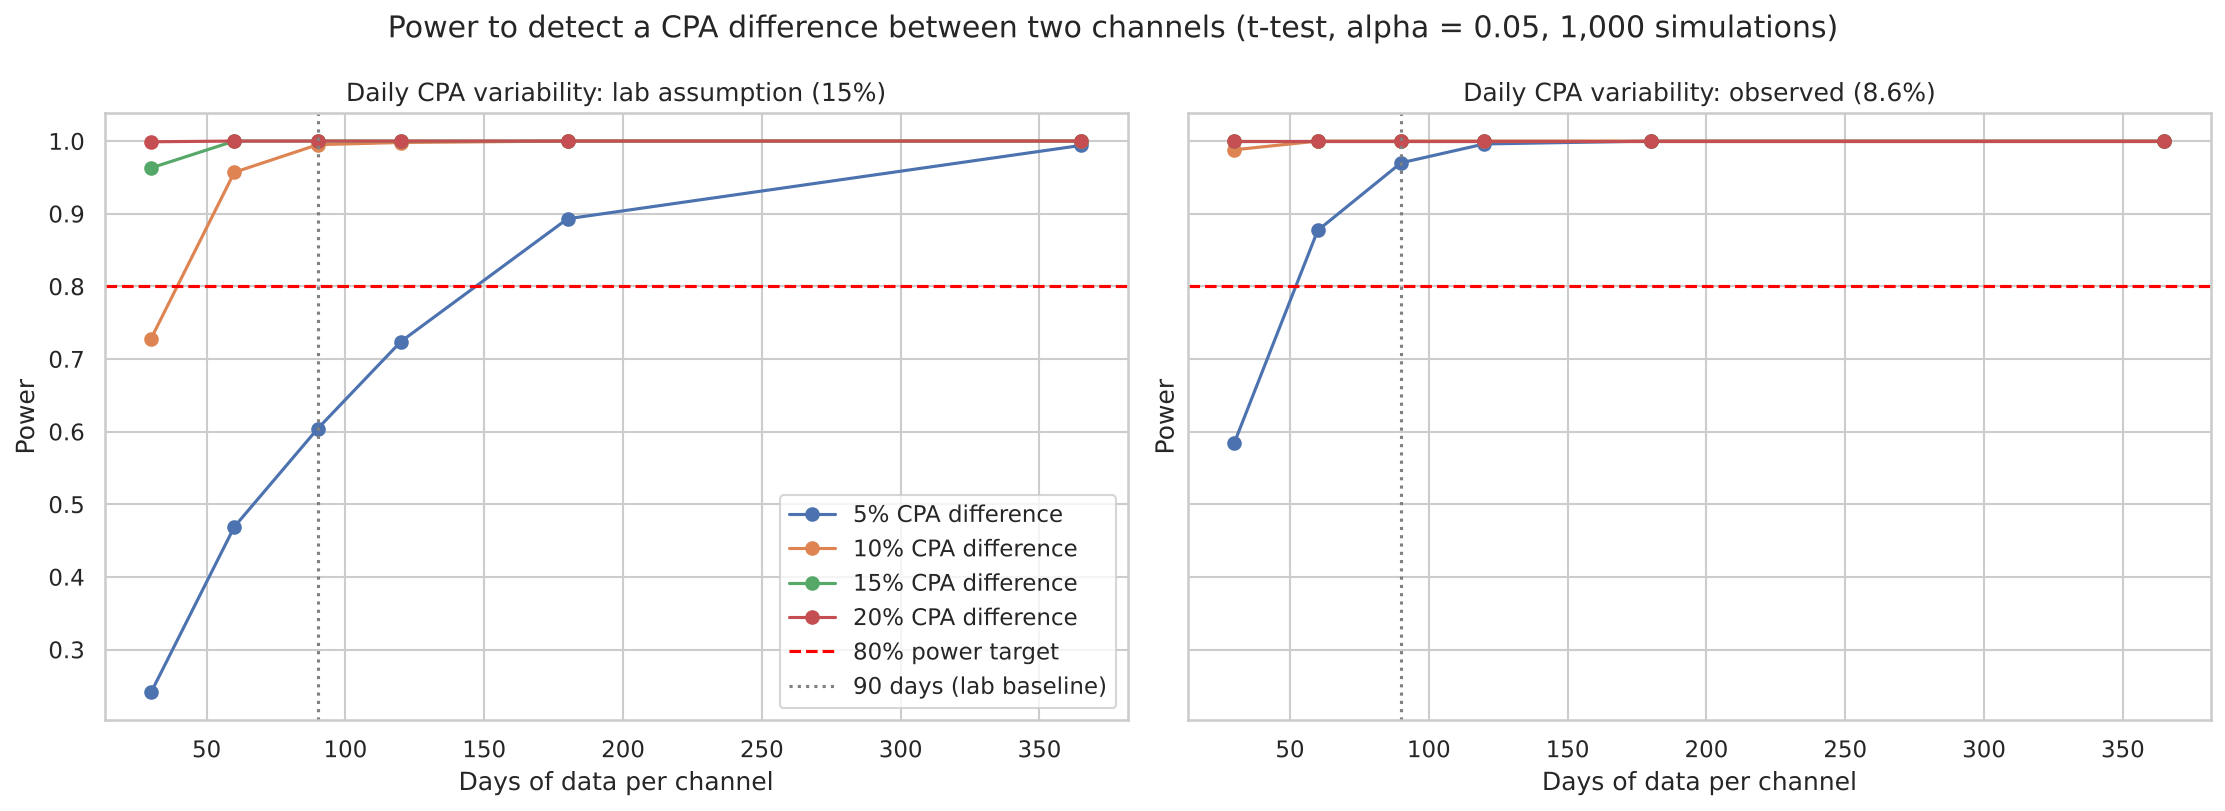 Power to detect a CPA difference between two channels (t-test, alpha = 0.05, 1,000 simulations)
Daily CPA variability: lab assumption (15%)
Power
1.0
0.9
0.8
0.7
0.6
0.5
0.4
0.3
5% CPA difference
10% CPA difference
15% CPA difference
20% CPA difference
80% power target
90 days (lab baseline)
50 100 150 200 250 300 350
Days of data per channel
Daily CPA variability: observed (8.6%)
Power
50 100 150 200 250 300 350
Days of data per channel